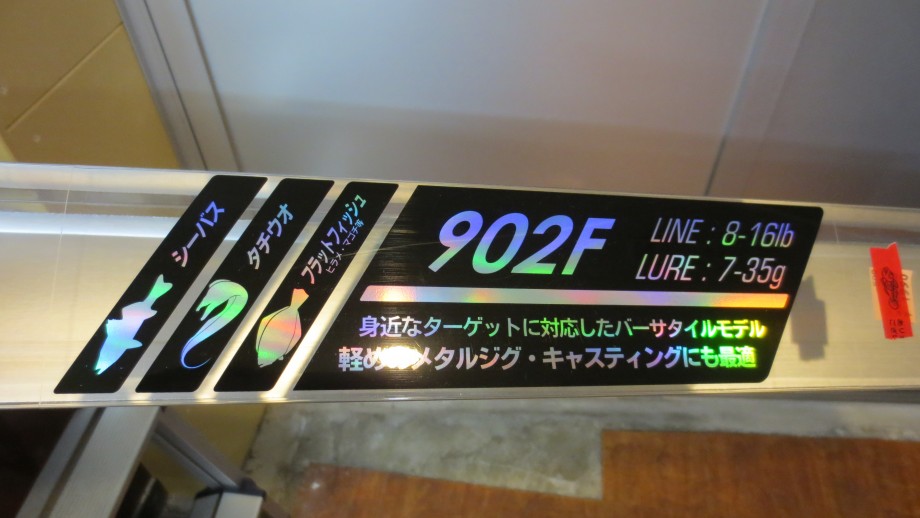 シーバス
タチウオ
フラットフィッシュ
ヒラメ・マゴチ等
902F
LINE : 8-16lb
LURE : 7-35g
身近なターゲットに対応したバーサタイルモデル
軽めのメタルジグ・キャスティングにも最適